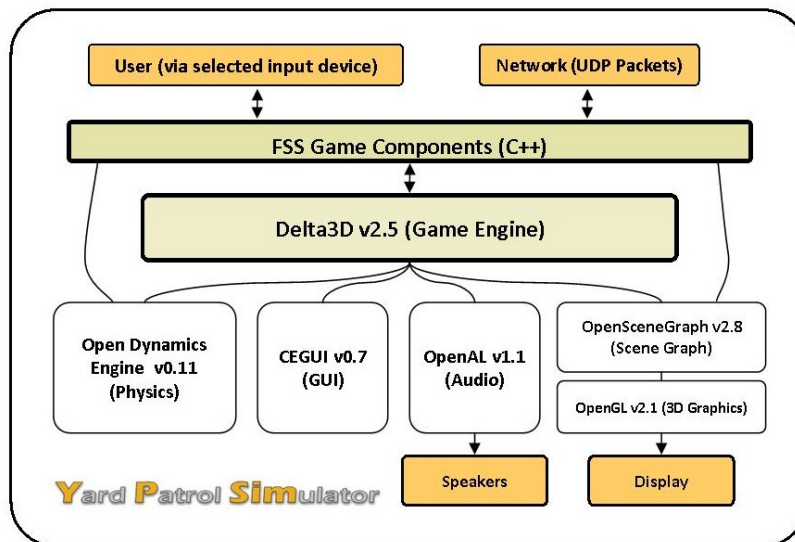 User (via selected input device)
Network (UDP Packets)
FSS Game Components (C++)
Delta3D v2.5 (Game Engine)
Open Dynamics
Engine v0.11
(Physics)
CEGUI v0.7
(GUI)
OpenAL v1.1
(Audio)
OpenSceneGraph v2.8
(Scene Graph)
OpenGL v2.1 (3D Graphics)
Yard Patrol Simulator
Speakers
Display